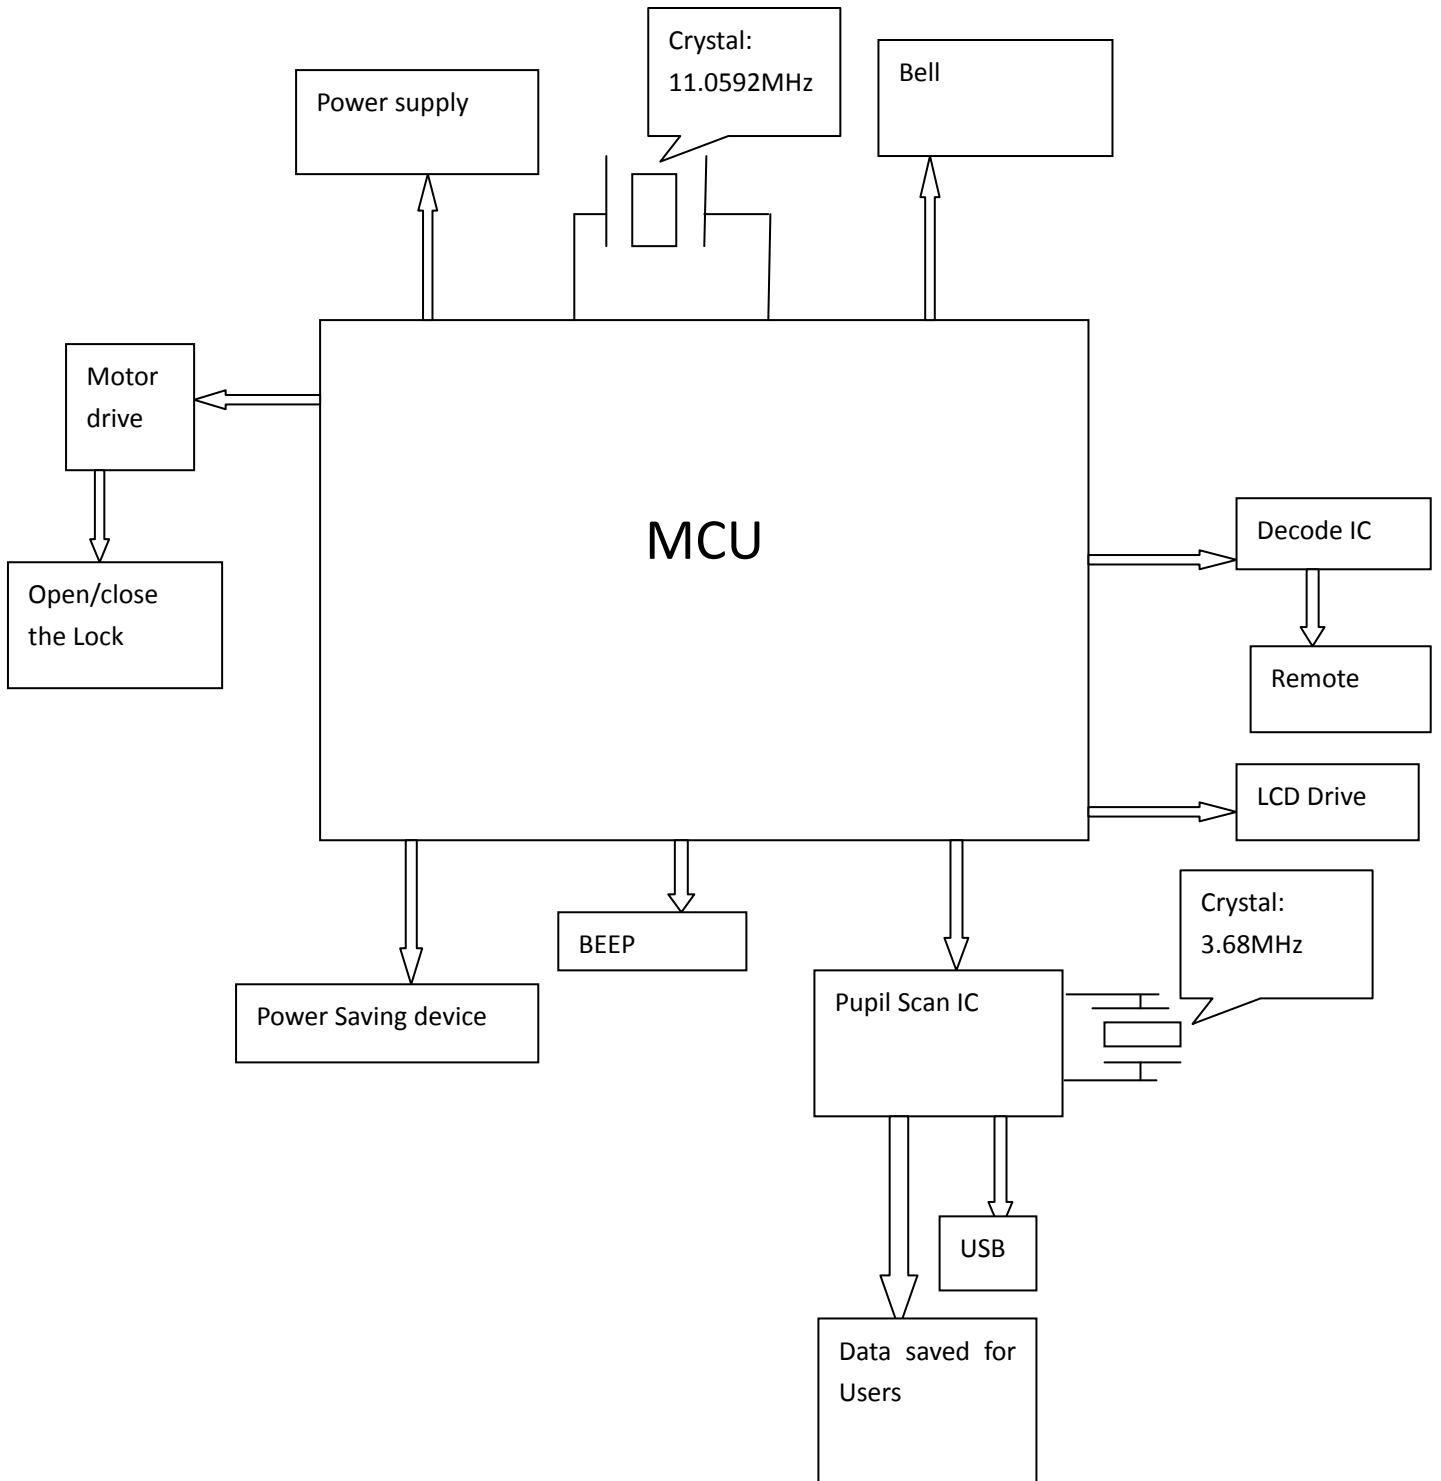 Crystal:
11.0592MHz
Bell
Power supply
Motor
drive
MCU
Decode IC
Open/close
the Lock
Remote
LCD Drive
Crystal:
3.68MHz
BEEP
Pupil Scan IC
Power Saving device
USB
Data saved for
Users